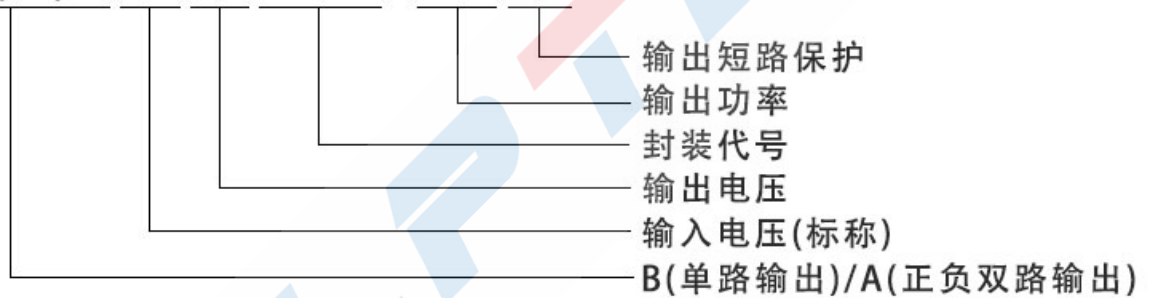 输出短路保护
输出功率
封装代号
输出电压
输入电压(标称)
B(单路输出)/A(正负双路输出)